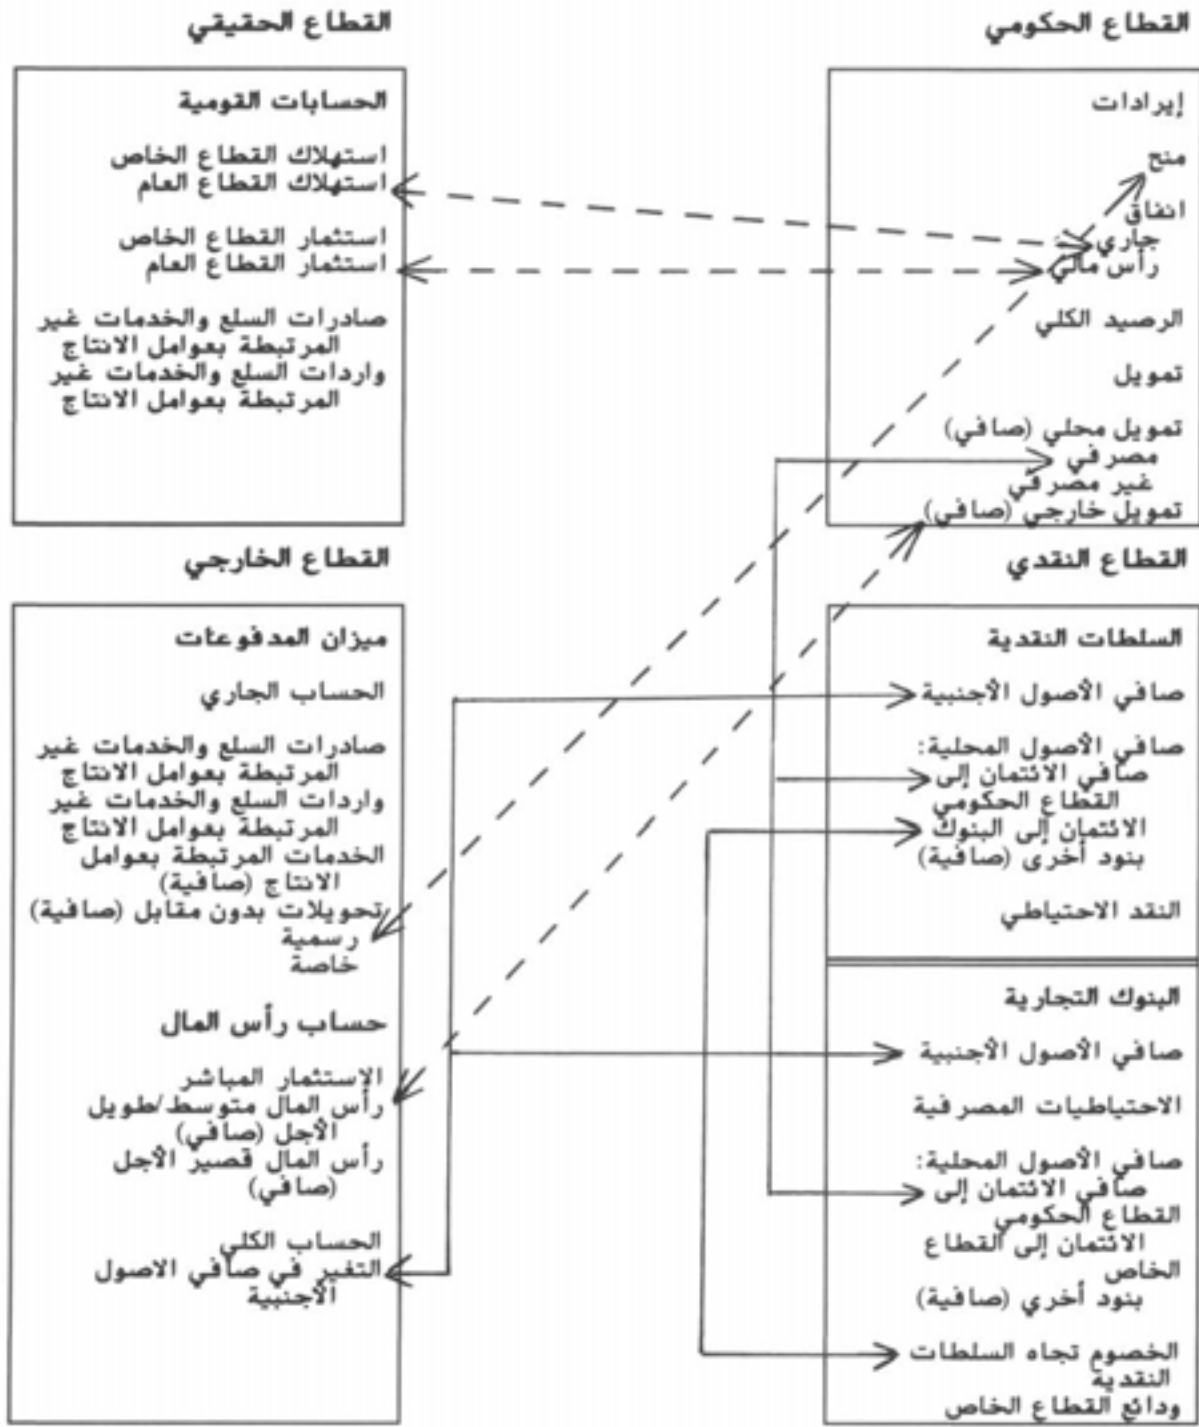 القطاع الحكومي
إيرادات
منح
انفاق
جاري
رأس مالي
الرصيد الكلي
تمويل
تمويل محلي (صافي)
مصرفي
غير مصرفي
تمويل خارجي (صافي)
القطاع الحقيقي
الحسابات القومية
استهلاك القطاع الخاص
استهلاك القطاع العام
استثمار القطاع الخاص
استثمار القطاع العام
صادرات السلع والخدمات غير
المرتبطة بعوامل الانتاج
واردات السلع والخدمات غير
المرتبطة بعوامل الانتاج
القطاع النقدي
السلطات النقدية
صافي الأصول الأجنبية
صافي الأصول المحلية:
صافي الائتمان إلى
القطاع الحكومي
الائتمان إلى البنوك
بنود أخرى (صافية)
النقد الاحتياطي
البنوك التجارية
صافي الأصول الأجنبية
الاحتياطيات المصرفية
صافي الأصول المحلية:
صافي الائتمان إلى
القطاع الحكومي
الائتمان إلى القطاع
الخاص
بنود أخري (صافية)
الخصوم تجاه السلطات
النقدية
ودائع القطاع الخاص
القطاع الخارجي
ميزان المدفوعات
الحساب الجاري
صادرات السلع والخدمات غير
المرتبطة بعوامل الانتاج
واردات السلع والخدمات غير
المرتبطة بعوامل الانتاج
الخدمات المرتبطة بعوامل
الانتاج (صافية)
تحويلات بدون مقابل (صافية)
رسمية
خاصة
حساب رأس المال
الاستثمار المباشر
رأس المال متوسط/طويل
الأجل (صافي)
رأس المال قصير الأجل
(صافي)
الحساب الكلي
التغير في صافي الاصول
الأجنبية